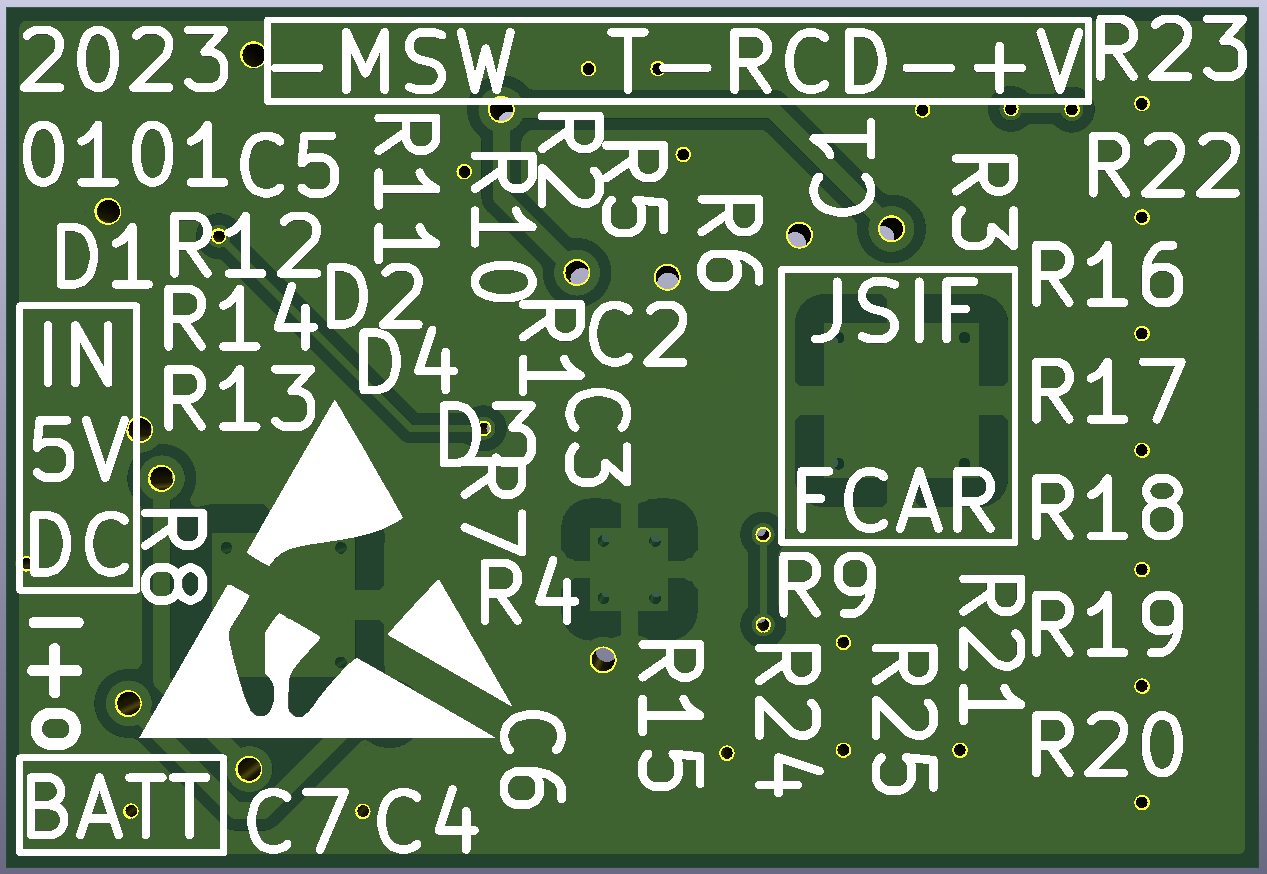 2023
-MSW T-RCD-+V
R23
0101
C5
R11
R10
R2
R5
R6
12
R3
R22
D1
R12
D2
R16
R14
IN
JSIF
R1
C2
D4
R17
R13
5V
D3
C3
R7
FCAR
R18
DC
R8
R4
R9
R21
R19
-+o
R15
R24
R25
R20
C6
BATT
C7
C4